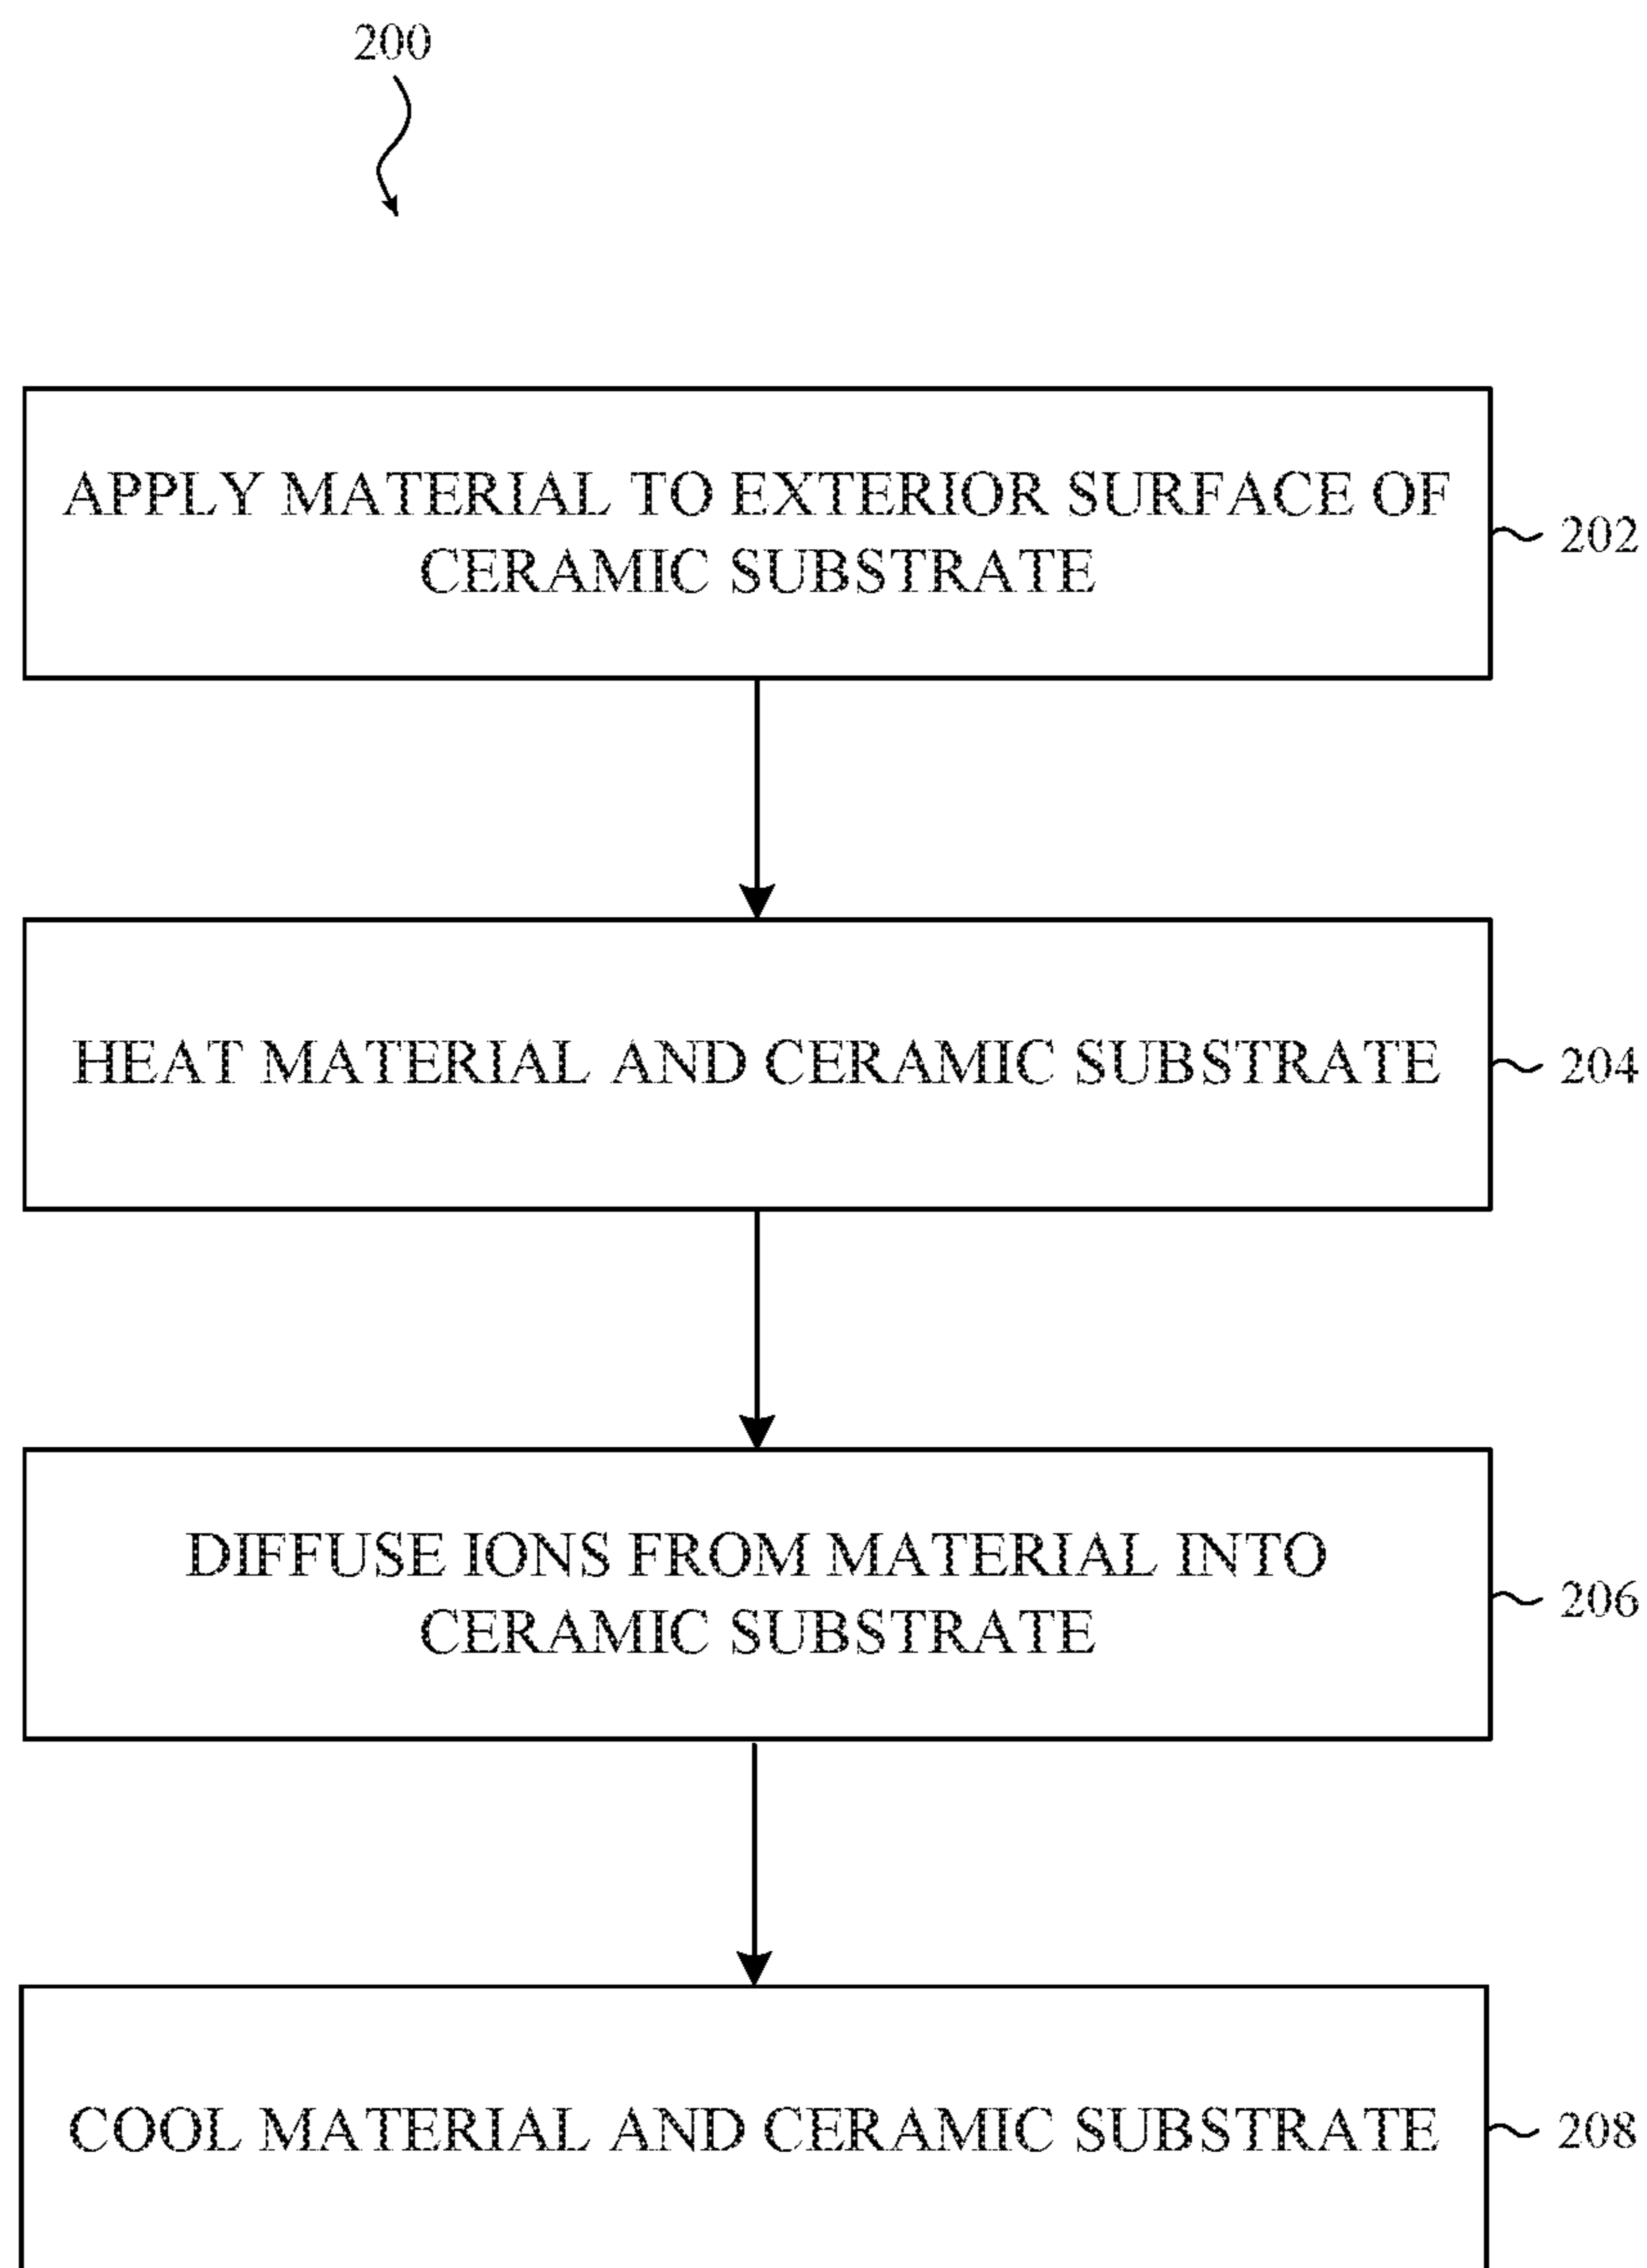 200
APPLY MATERIAL TO EXTERIOR SURFACE OF
CERAMIC SUBSTRATE
202
HEAT MATERIAL AND CERAMIC SUBSTRATE
204
DIFFUSE IONS FROM MATERIAL INTO
CERAMIC SUBSTRATE
206
COOL MATERIAL AND CERAMIC SUBSTRATE
208